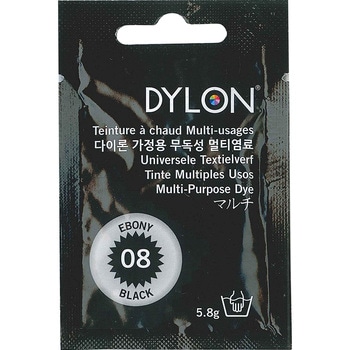 DYLON
Teinture à chaud Multi-usages
다이론 가정용 무독성 멀티염료
Universele Textielverf
Tinte Multiples Usos
Multi-Purpose Dye
マルチ
EBONY
08
BLACK
5.8g